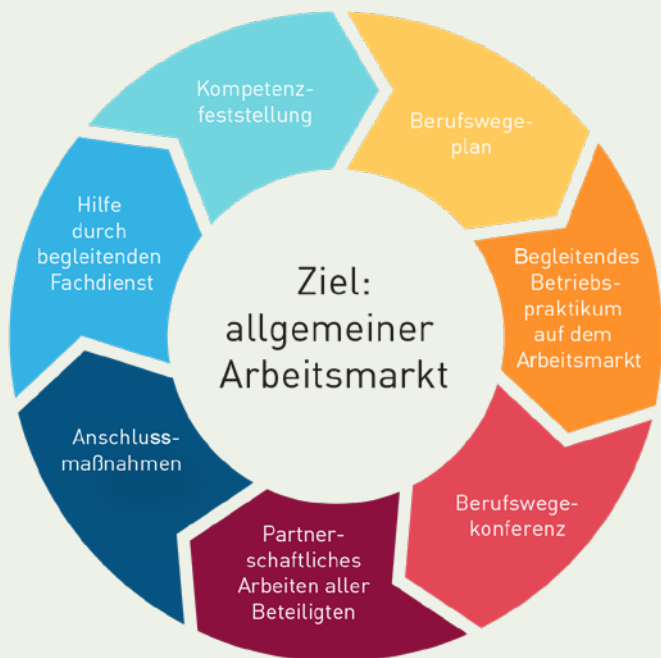 Kompetenz-
feststellung
Berufswege-
plan
Begleitendes
Betriebs-
praktikum
auf dem
Arbeitsmarkt
Berufswege-
konferenz
Partner-
schaftliches
Arbeiten aller
Beteiligten
Anschluss-
maßnahmen
Hilfe
durch
begleitenden
Fachdienst
Ziel:
allgemeiner
Arbeitsmarkt